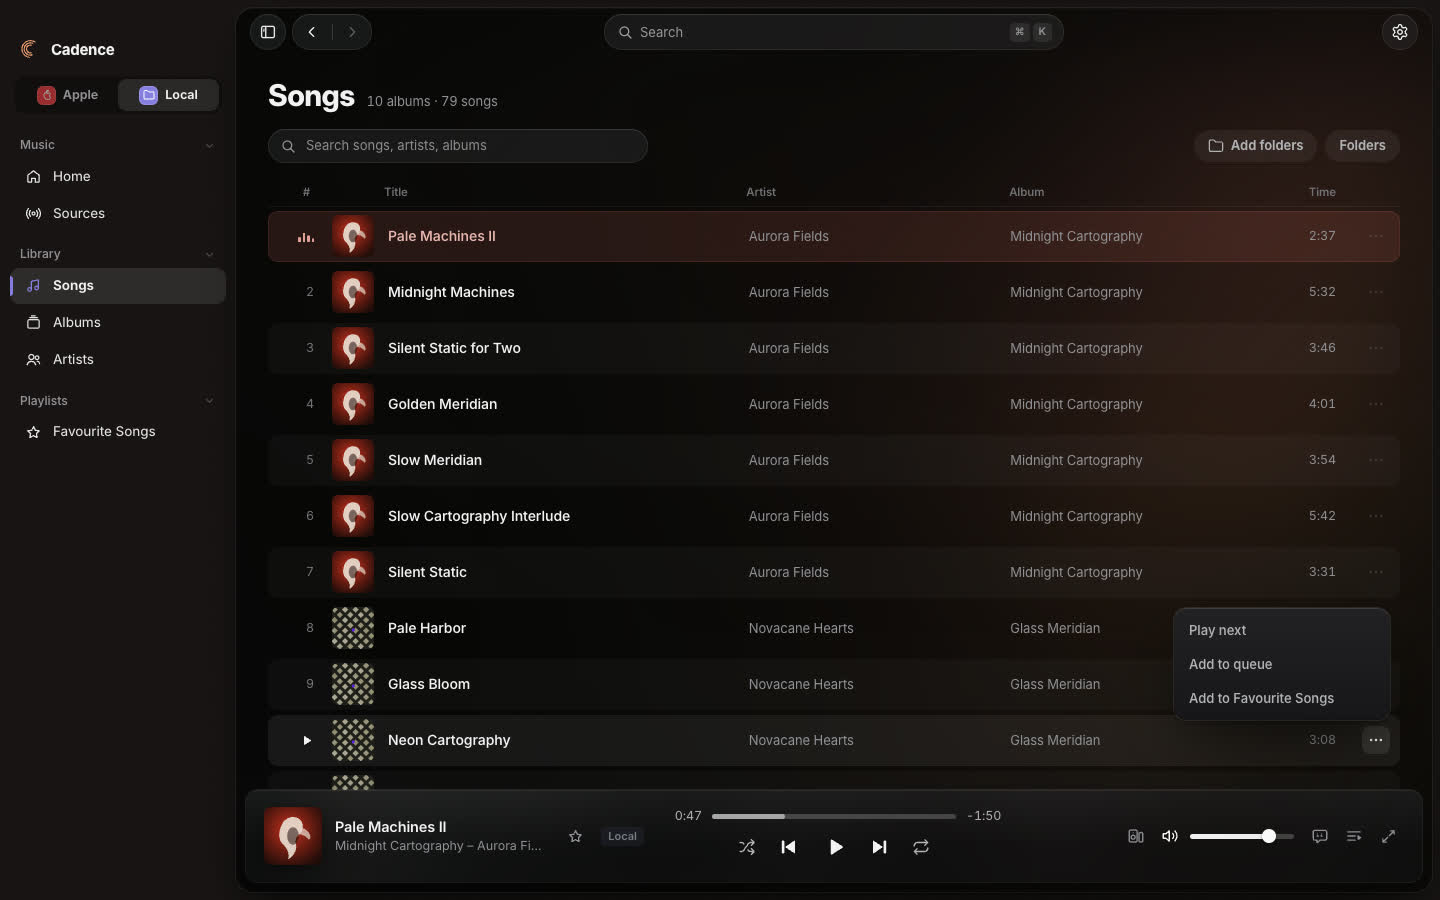 Cadence
Apple
Local
Music
Home
Sources
Library
Songs
Albums
Artists
Playlists
Favourite Songs
Search
⌘ K
Songs 10 albums · 79 songs
Search songs, artists, albums
Add folders
Folders
# Title Artist Album Time
Pale Machines II Aurora Fields Midnight Cartography 2:37
2 Midnight Machines Aurora Fields Midnight Cartography 5:32
3 Silent Static for Two Aurora Fields Midnight Cartography 3:46
4 Golden Meridian Aurora Fields Midnight Cartography 4:01
5 Slow Meridian Aurora Fields Midnight Cartography 3:54
6 Slow Cartography Interlude Aurora Fields Midnight Cartography 5:42
7 Silent Static Aurora Fields Midnight Cartography 3:31
8 Pale Harbor Novacane Hearts Glass Meridian
9 Glass Bloom Novacane Hearts Glass Meridian
Neon Cartography Novacane Hearts Glass Meridian 3:08
Play next
Add to queue
Add to Favourite Songs
Pale Machines II
Midnight Cartography – Aurora Fi...
Local
0:47
-1:50